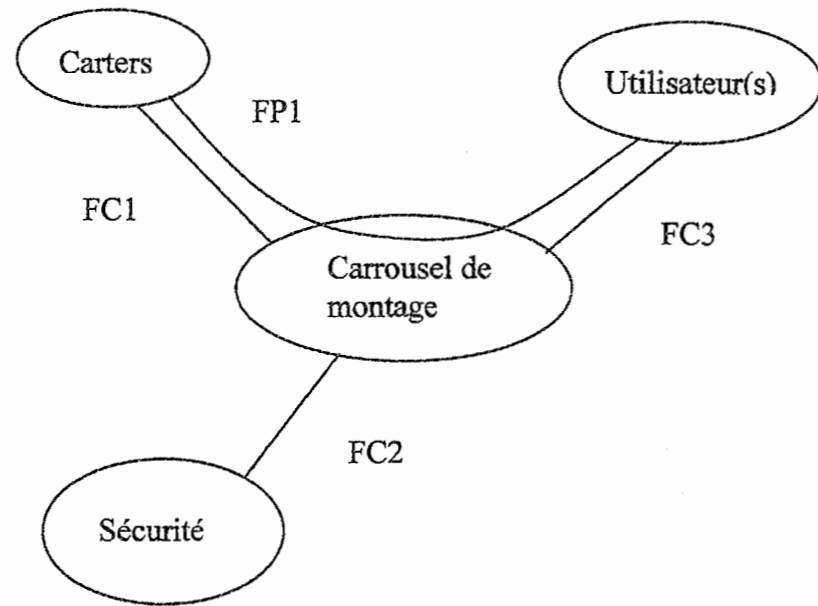 Carters
Utilisateur(s)
FP1
FC1
FC3
Carrousel de
montage
FC2
Sécurité